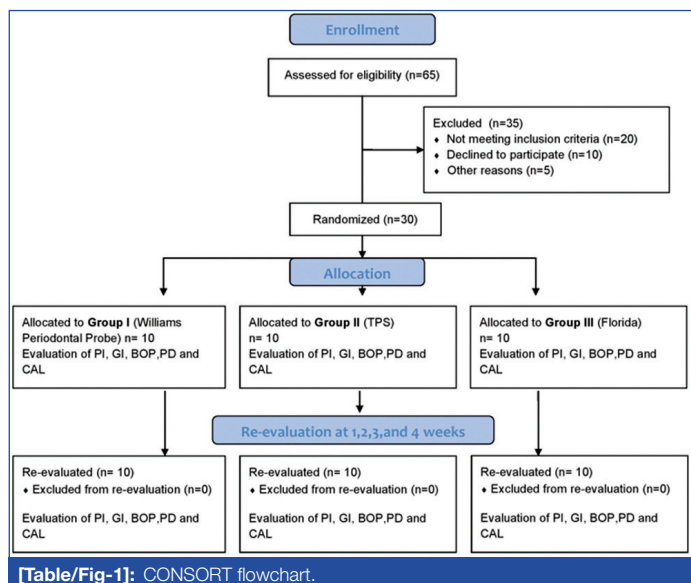 Enrollment
Assessed for eligibility (n=65)
Excluded (n=35)
♦ Not meeting inclusion criteria (n=20)
♦ Declined to participate (n=10)
♦ Other reasons (n=5)
Randomized (n=30)
Allocation
Allocated to Group I (Williams
Periodontal Probe) n= 10
Evaluation of PI, GI, BOP,PD and
CAL
Allocated to Group II (TPS)
n= 10
Evaluation of PI, GI, BOP,PD and
CAL
Allocated to Group III (Florida)
n= 10
Evaluation of PI, GI, BOP,PD and
CAL
Re-evaluation at 1,2,3,and 4 weeks
Re-evaluated (n= 10)
♦ Excluded from re-evaluation (n=0)
Evaluation of PI, GI, BOP,PD and
CAL
Re-evaluated (n= 10)
♦ Excluded from re-evaluation (n=0)
Evaluation of PI, GI, BOP,PD and
CAL
Re-evaluated (n= 10)
♦ Excluded from re-evaluation (n=0)
Evaluation of PI, GI, BOP,PD and
CAL
[Table/Fig-1]: CONSORT flowchart.